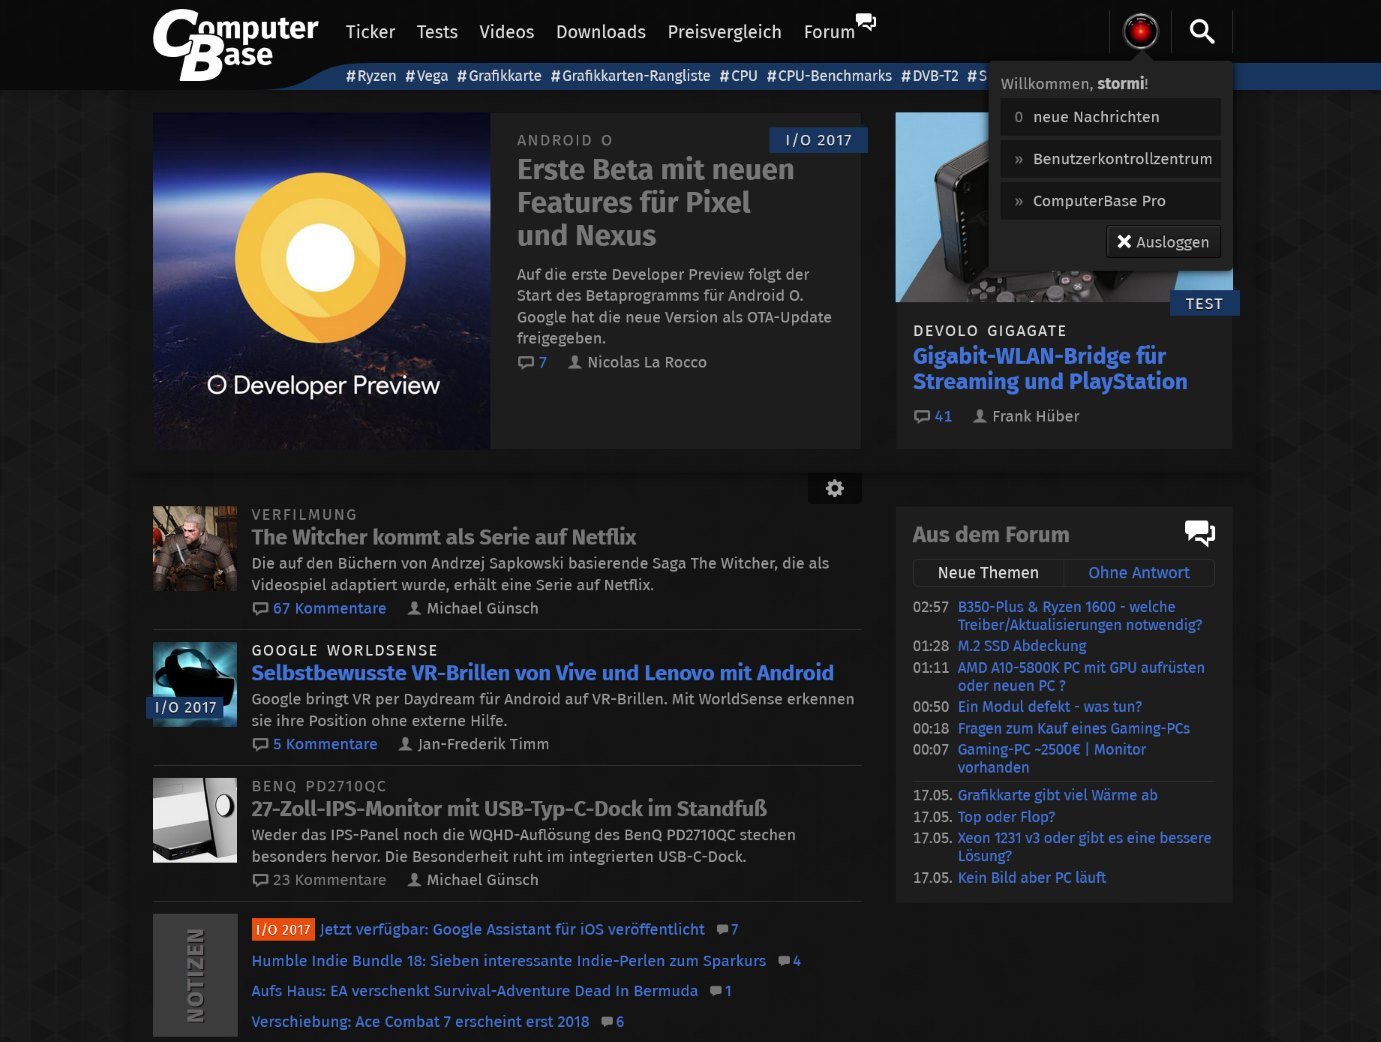 Computer
Base
Ticker Tests Videos Downloads Preisvergleich Forum
#Ryzen #Vega #Grafikkarte #Grafikkarten-Rangliste #CPU #CPU-Benchmarks #DVB-T2 #S
Willkommen, stormi!
0 neue Nachrichten
» Benutzerkontrollzentrum
» ComputerBase Pro
Ausloggen
O Developer Preview
ANDROID O
I/O 2017
Erste Beta mit neuen
Features für Pixel
und Nexus
Auf die erste Developer Preview folgt der
Start des Betaprogramms für Android O.
Google hat die neue Version als OTA-Update
freigegeben.
7 Nicolas La Rocco
TEST
DEVOLO GIGAGATE
Gigabit-WLAN-Bridge für
Streaming und PlayStation
41 Frank Hüber
VERFILMUNG
The Witcher kommt als Serie auf Netflix
Die auf den Büchern von Andrzej Sapkowski basierende Saga The Witcher, die als
Videospiel adaptiert wurde, erhält eine Serie auf Netflix.
67 Kommentare Michael Günsch
I/O 2017
GOOGLE WORLDSENSE
Selbstbewusste VR-Brillen von Vive und Lenovo mit Android
Google bringt VR per Daydream für Android auf VR-Brillen. Mit WorldSense erkennen
sie ihre Position ohne externe Hilfe.
5 Kommentare Jan-Frederik Timm
BENQ PD2710QC
27-Zoll-IPS-Monitor mit USB-Typ-C-Dock im Standfuß
Weder das IPS-Panel noch die WQHD-Auflösung des BenQ PD2710QC stechen
besonders hervor. Die Besonderheit ruht im integrierten USB-C-Dock.
23 Kommentare Michael Günsch
NOTIZEN
I/O 2017 Jetzt verfügbar: Google Assistant für iOS veröffentlicht 7
Humble Indie Bundle 18: Sieben interessante Indie-Perlen zum Sparkurs 4
Aufs Haus: EA verschenkt Survival-Adventure Dead In Bermuda 1
Verschiebung: Ace Combat 7 erscheint erst 2018 6
Aus dem Forum
Neue Themen Ohne Antwort
02:57 B350-Plus & Ryzen 1600 - welche
Treiber/Aktualisierungen notwendig?
01:28 M.2 SSD Abdeckung
01:11 AMD A10-5800K PC mit GPU aufrüsten
oder neuen PC ?
00:50 Ein Modul defekt - was tun?
00:18 Fragen zum Kauf eines Gaming-PCs
00:07 Gaming-PC ~2500€ | Monitor
vorhanden
17.05. Grafikkarte gibt viel Wärme ab
17.05. Top oder Flop?
17.05. Xeon 1231 v3 oder gibt es eine bessere
Lösung?
17.05. Kein Bild aber PC läuft